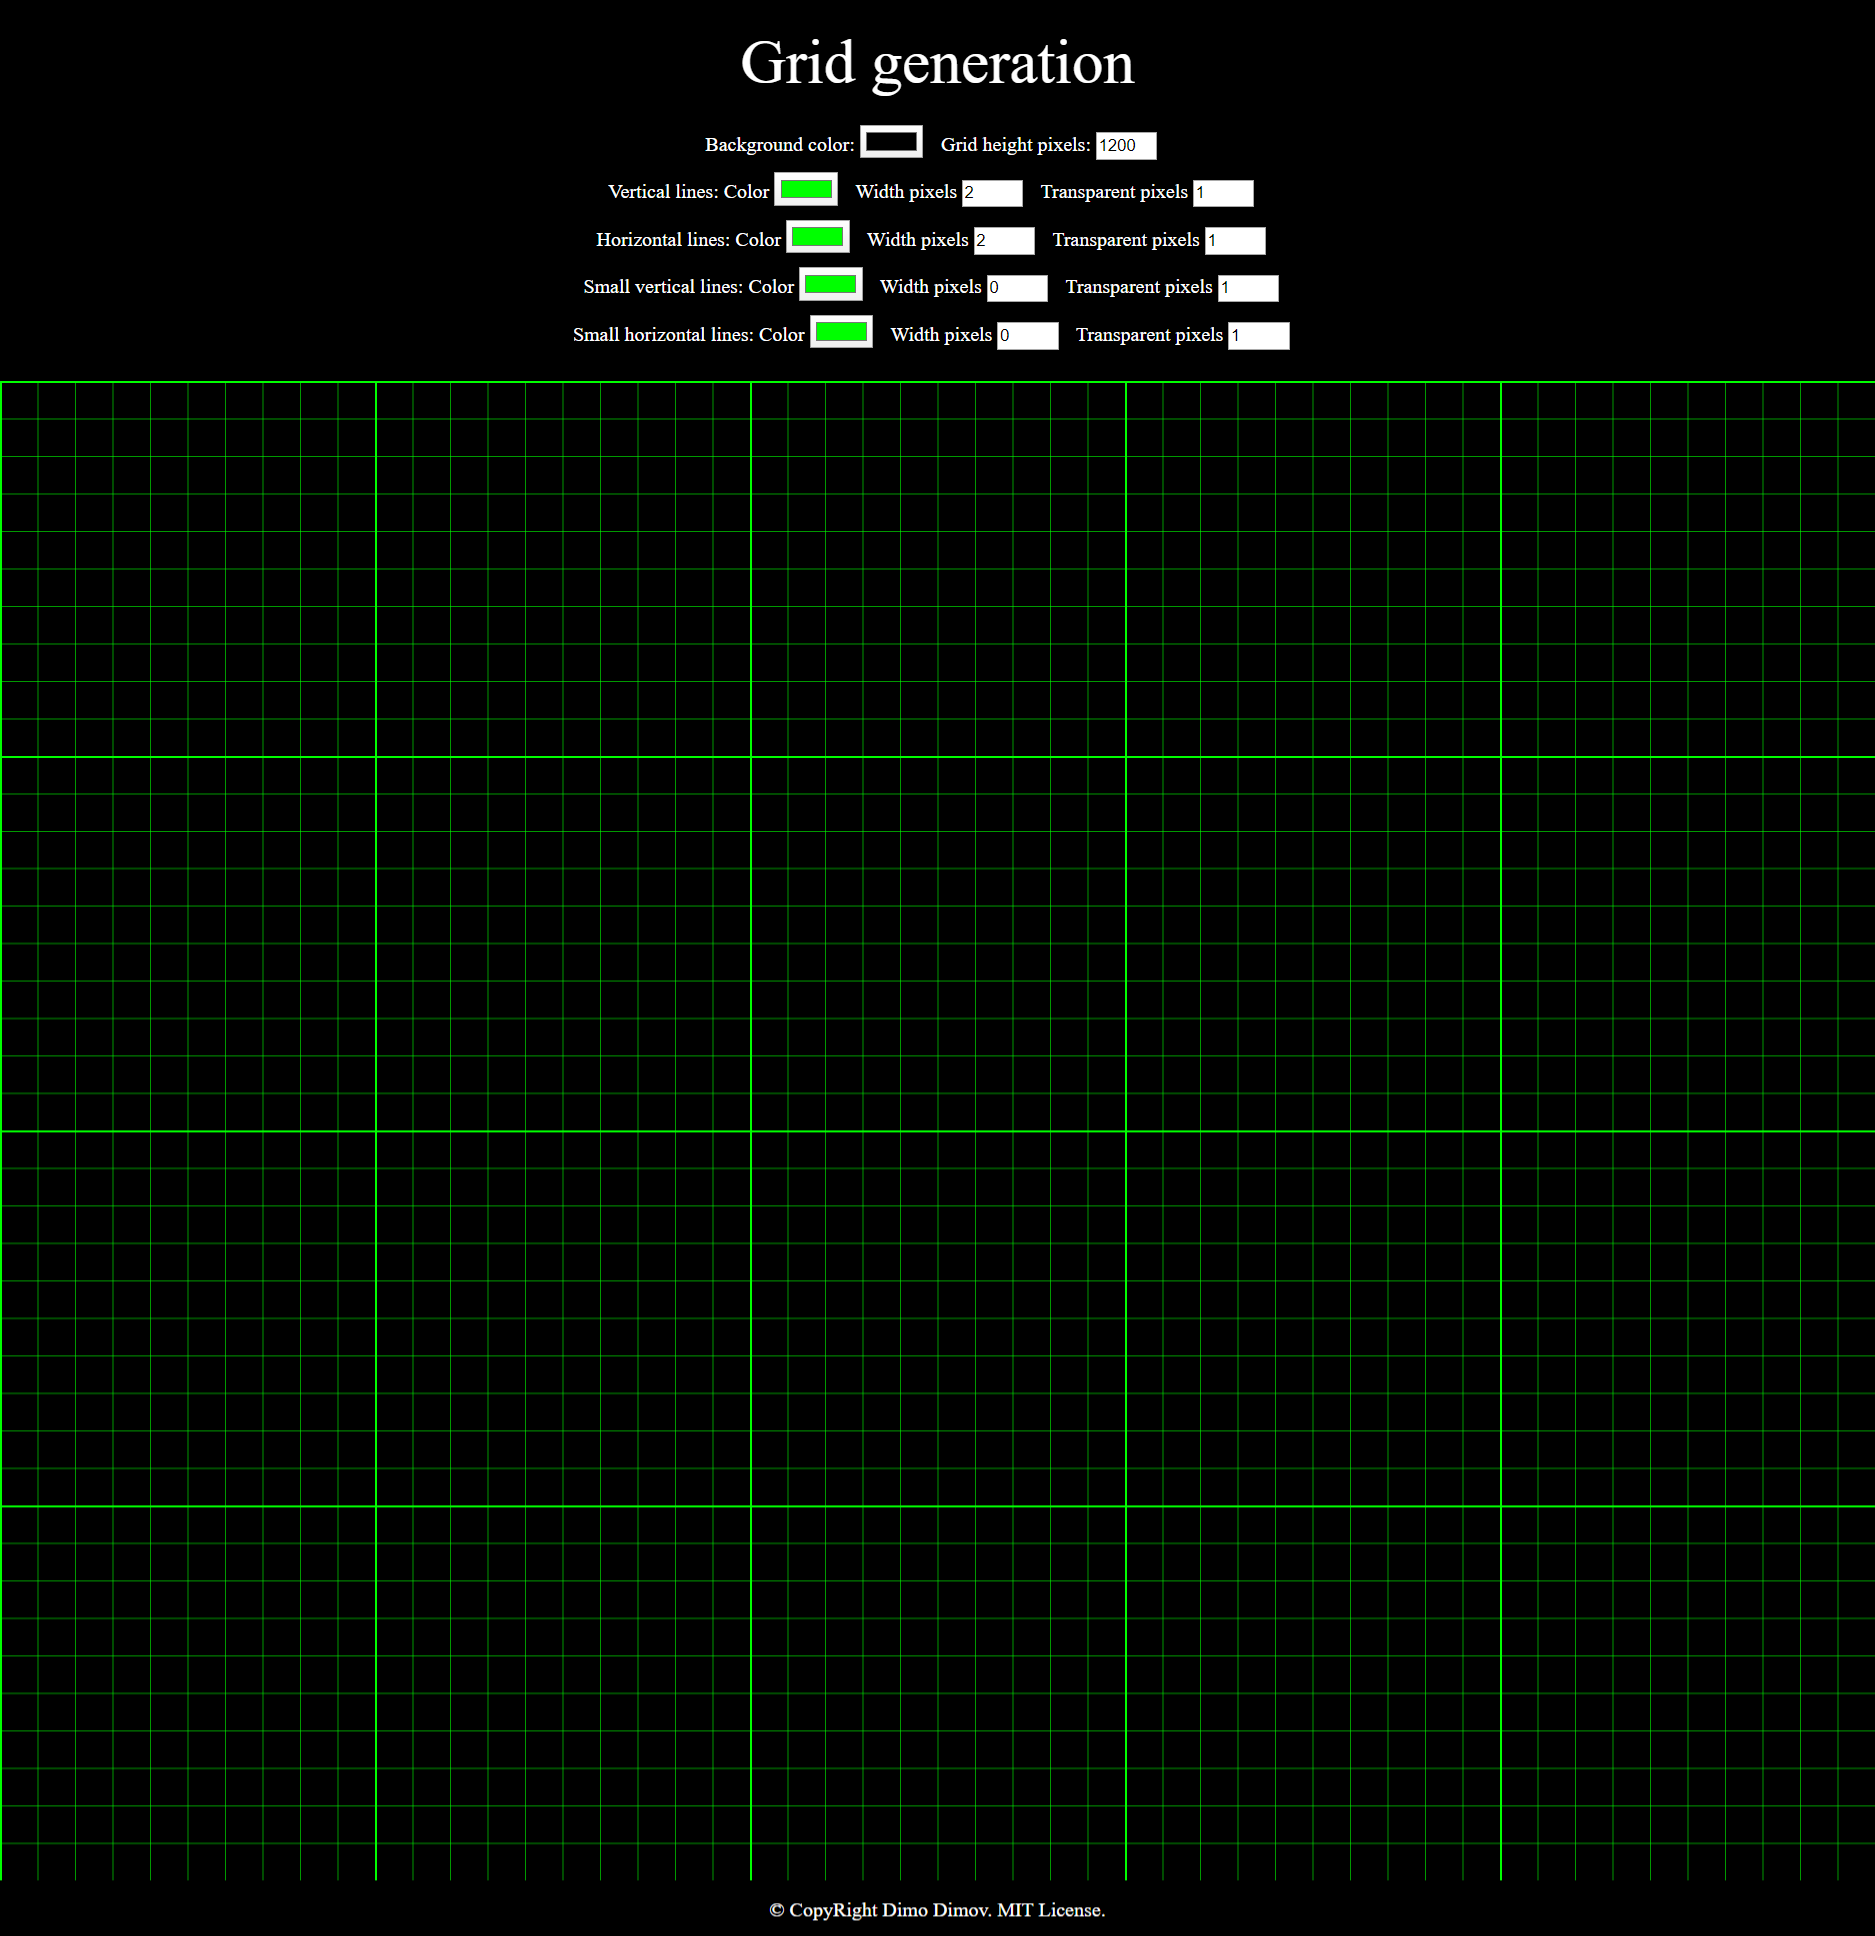 Grid generation
Background color: Grid height pixels: 1200
Vertical lines: Color Width pixels 2 Transparent pixels 1
Horizontal lines: Color Width pixels 2 Transparent pixels 1
Small vertical lines: Color Width pixels 0 Transparent pixels 1
Small horizontal lines: Color Width pixels 0 Transparent pixels 1
© CopyRight Dimo Dimov. MIT License.